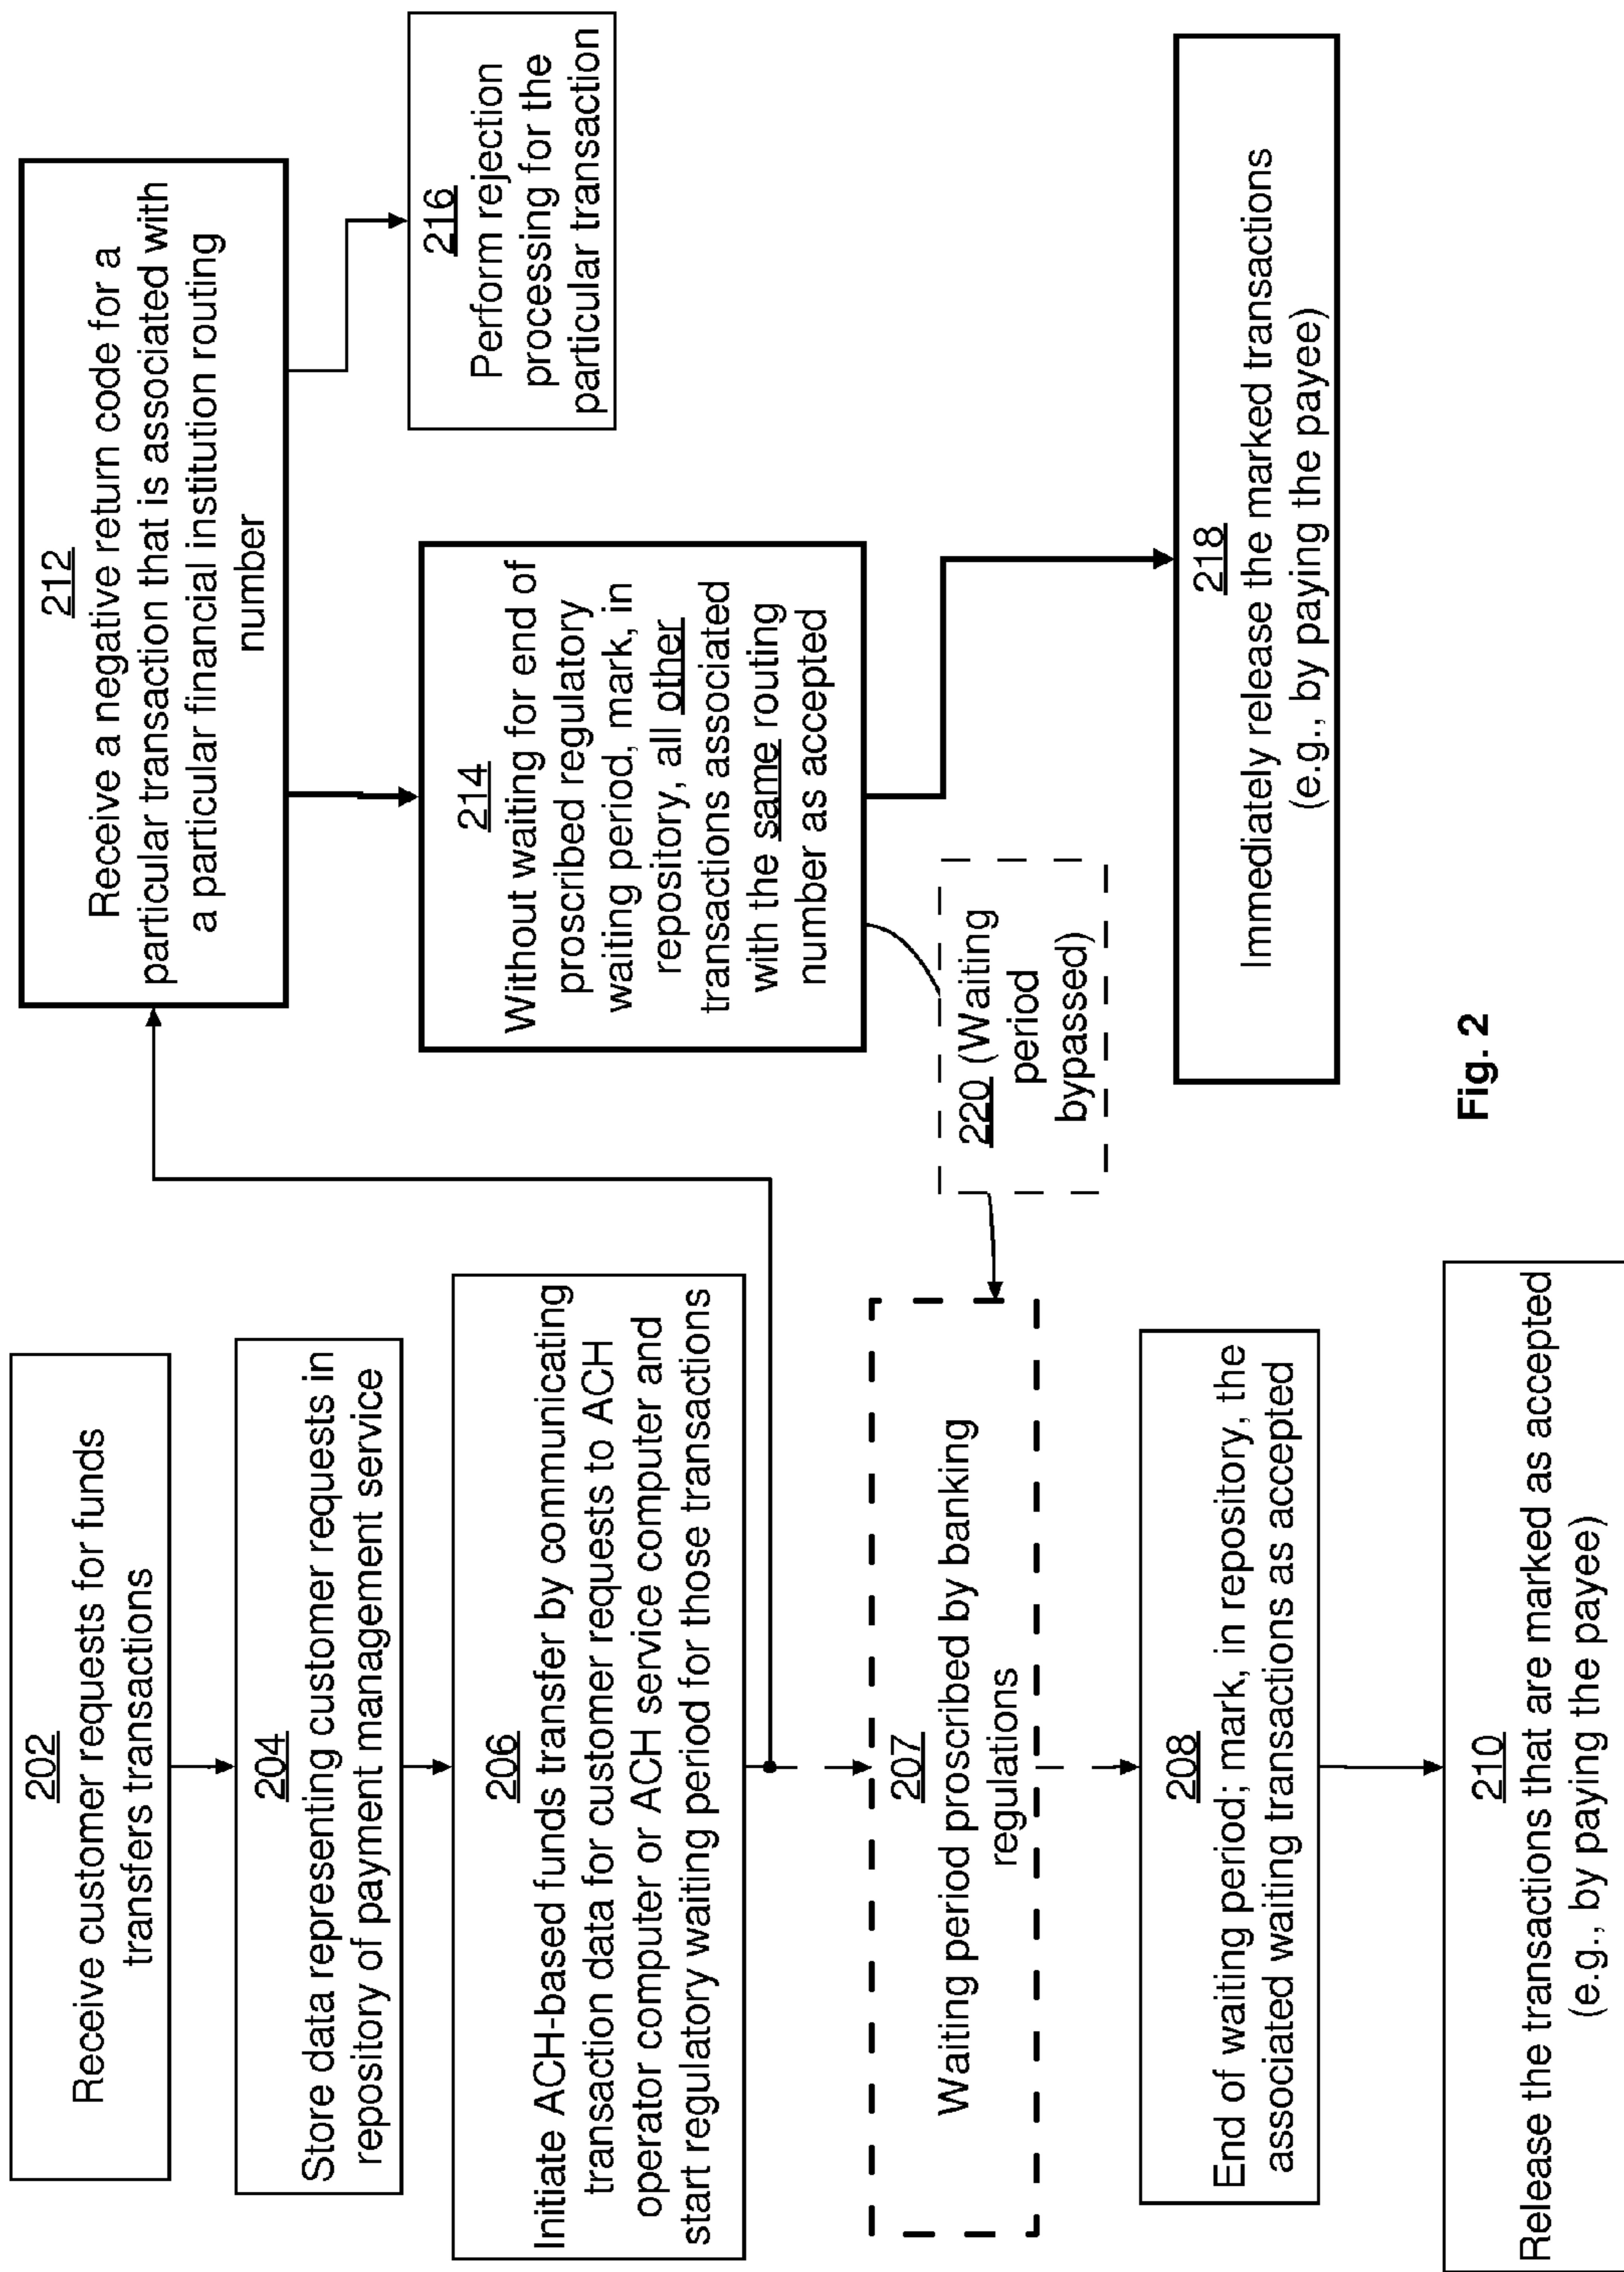 202
Receive customer requests for funds
transfers transactions
204
Store data representing customer requests in
repository of payment management service
206
Initiate ACH-based funds transfer by communicating
transaction data for customer requests to ACH
operator computer or ACH service computer and
start regulatory waiting period for those transactions
207
Waiting period proscribed by banking
regulations
208
End of waiting period; mark, in repository, the
associated waiting transactions as accepted
210
Release the transactions that are marked as accepted
(e.g., by paying the payee)
212
Receive a negative return code for a
particular transaction that is associated with
a particular financial institution routing
number
214
Without waiting for end of
proscribed regulatory
waiting period, mark, in
repository, all other
transactions associated
with the same routing
number as accepted
216
Perform rejection
processing for the
particular transaction
220 (Waiting
period
bypassed)
218
Immediately release the marked transactions
(e.g., by paying the payee)
Fig. 2